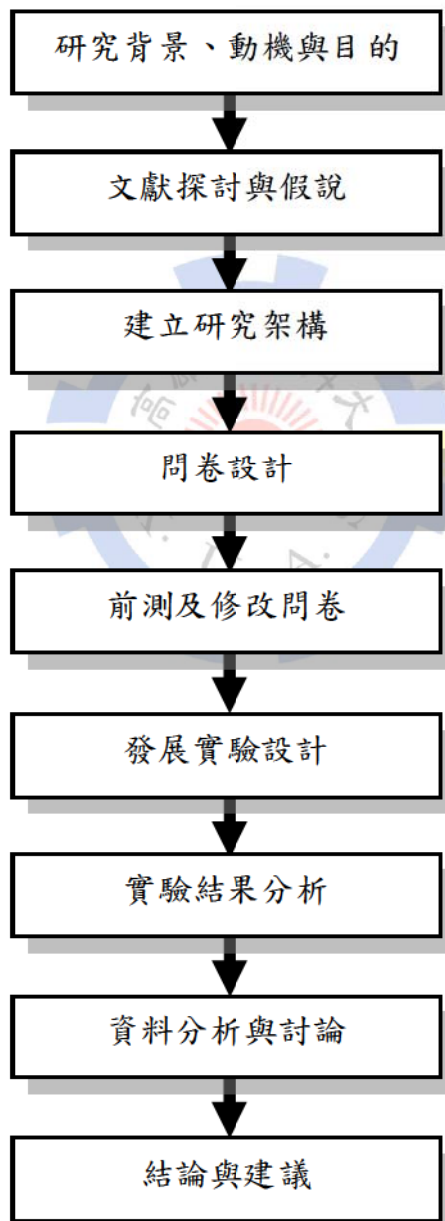 研究背景、動機與目的
文獻探討與假說
建立研究架構
問卷設計
前測及修改問卷
發展實驗設計
實驗結果分析
資料分析與討論
結論與建議